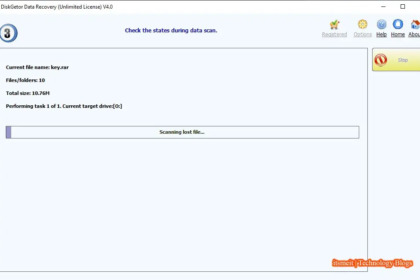 DiskGetor Data Recovery (Unlimited License) V4.0
3
Check the states during data scan.
Registered
Options
Help
Home
About
Current file name: key.rar
Files/folders: 10
Total size: 10.76M
Performing task 1 of 1. Current target drive:(O:)
Stop
Scanning lost file...
itsmeit Technology Blogs